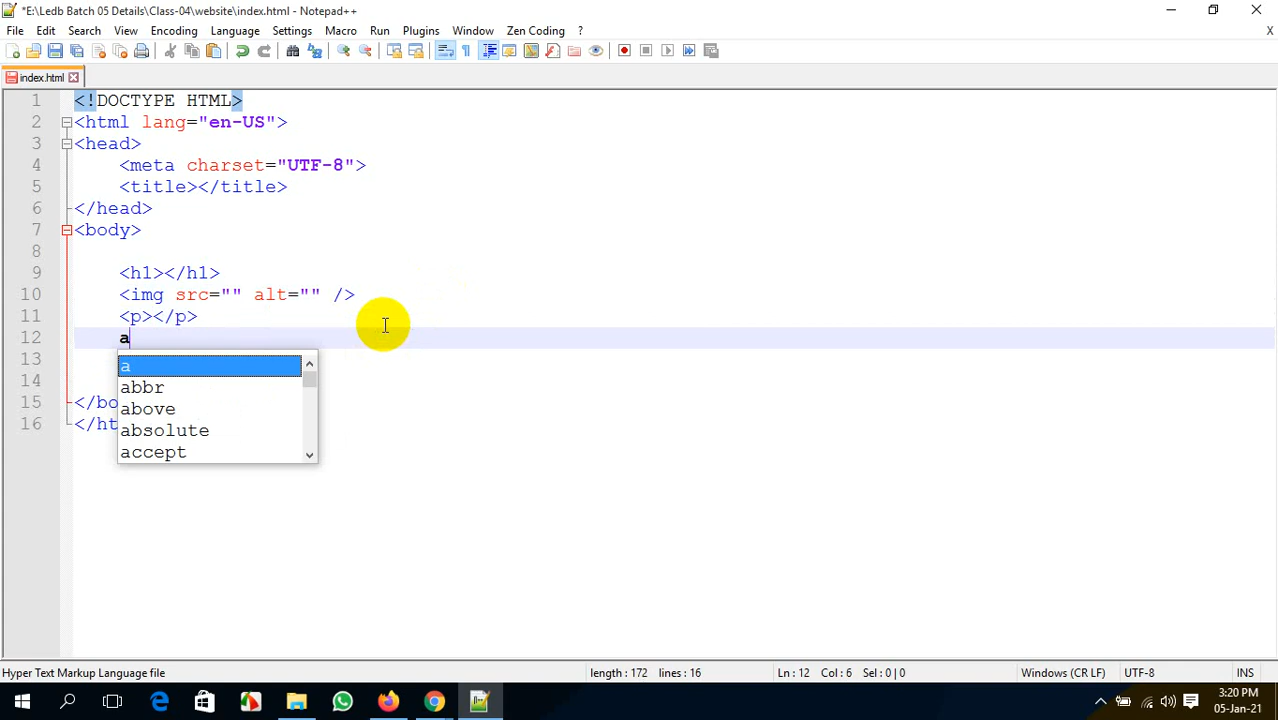 *E:\Ledb Batch 05 Details\Class-04\website\index.html - Notepad++
File Edit Search View Encoding Language Settings Macro Run Plugins Window Zen Coding ? X
index.html
1 <!DOCTYPE HTML>
2 <html lang="en-US">
3 <head>
4 <meta charset="UTF-8">
5 <title></title>
6 </head>
7 <body>
8
9 <h1></h1>
10 <img src="" alt="" />
11 <p></p>
12 a
13 a
14 abbr
15 </bo above
16 </ht absolute
accept
Hyper Text Markup Language file length : 172 lines : 16 Ln : 12 Col : 6 Sel : 0 | 0 Windows (CR LF) UTF-8 INS
3:20 PM
05-Jan-21